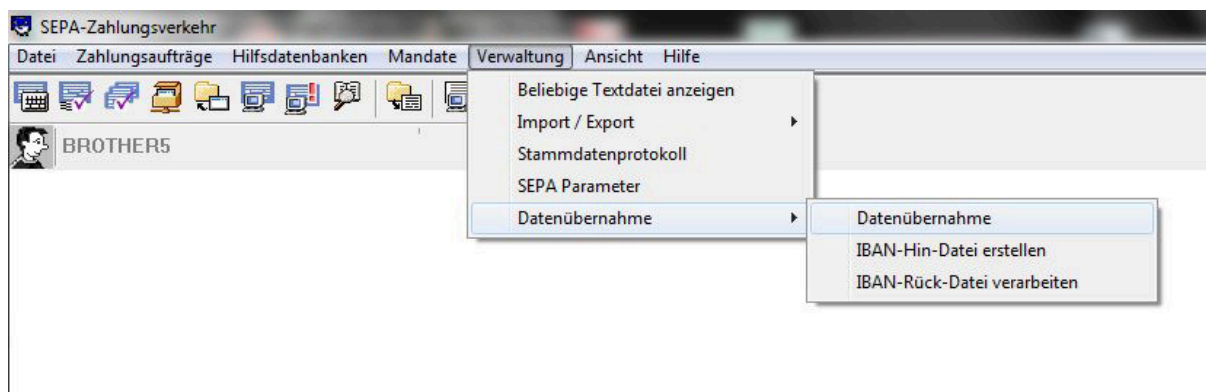 SEPA-Zahlungsverkehr
Datei Zahlungsaufträge Hilfsdatenbanken Mandate Verwaltung Ansicht Hilfe
BROTHER5
Beliebige Textdatei anzeigen
Import / Export
Stammdatenprotokoll
SEPA Parameter
Datenübernahme
Datenübernahme
IBAN-Hin-Datei erstellen
IBAN-Rück-Datei verarbeiten